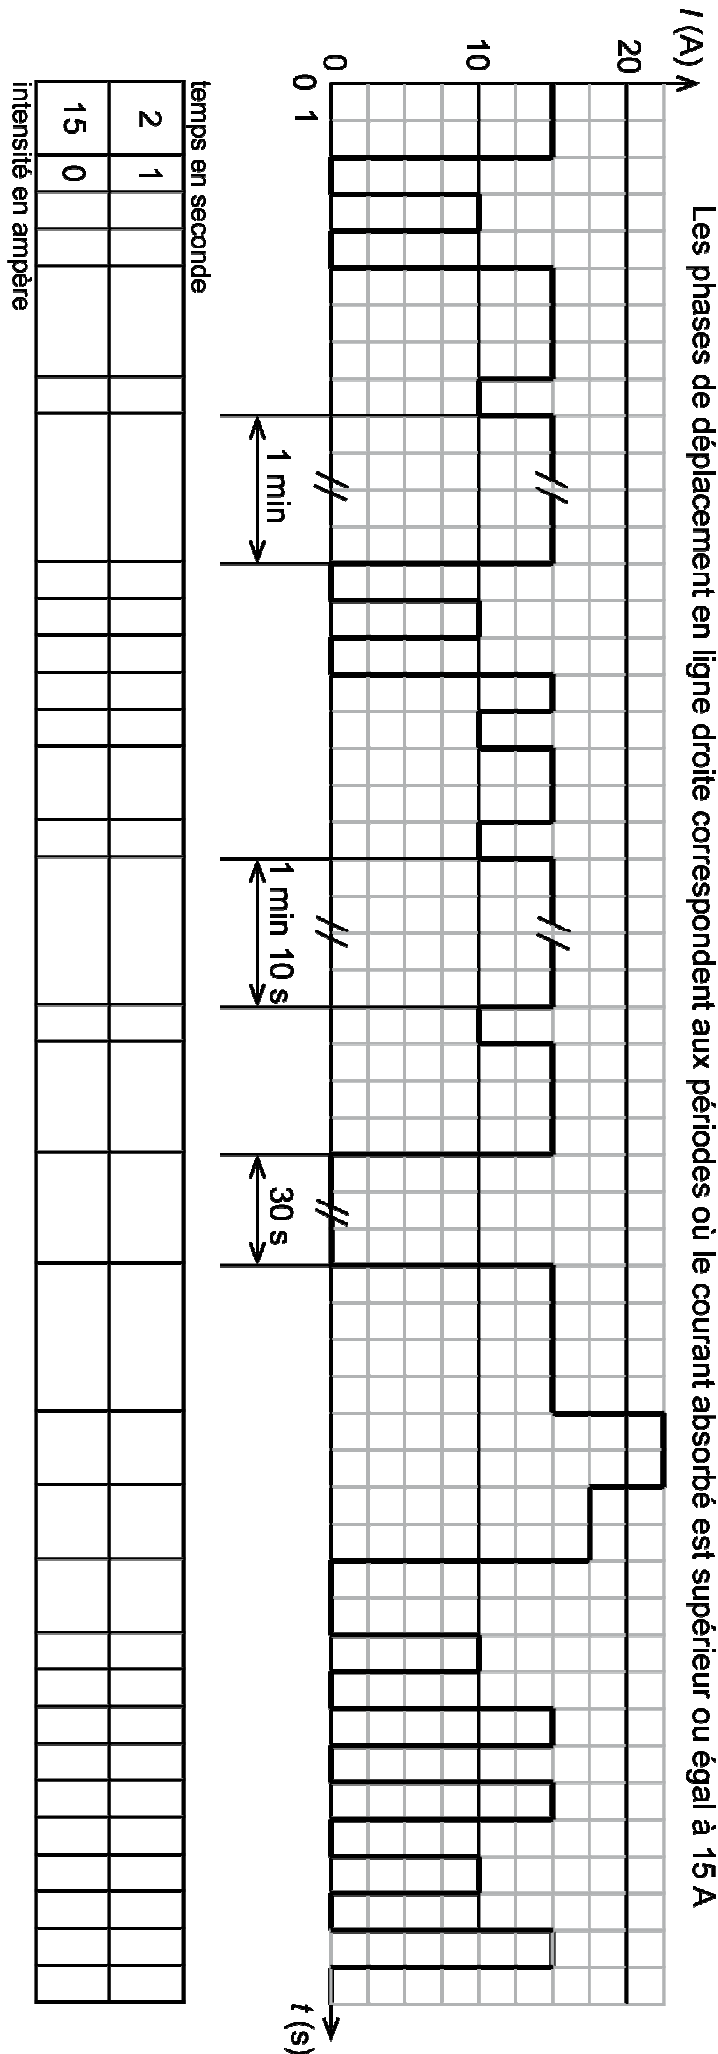 Les phases de déplacement en ligne droite correspondent aux périodes où le courant absorbé est supérieur ou égal à 15 A
I (A)
20
10
0
0 1
1 min
1 min 10 s
30 s
t (s)
temps en seconde
2 1
15 0
intensité en ampère